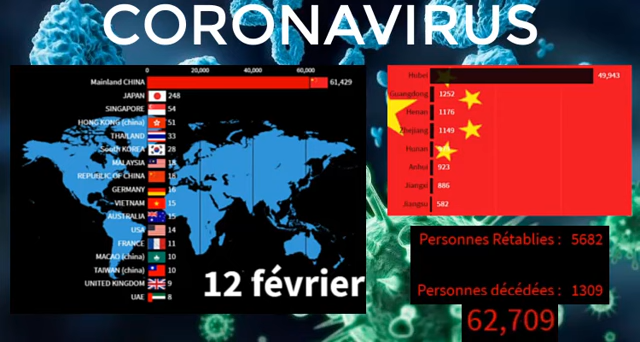 CORONAVIRUS
0 20,000 40,000 60,000
Mainland CHINA 61,429
JAPAN 248
SINGAPORE 54
HONG KONG (china) 51
THAILAND 33
South KOREA 28
MALAYSIA 18
REPUBLIC OF CHINA 18
GERMANY 16
VIETNAM 15
AUSTRALIA 15
USA 14
FRANCE 11
MACAO (china) 10
TAIWAN (china) 10
UNITED KINGDOM 9
UAE 8
12 février
Hubei 49,943
Guangdong 1252
Henan 1176
Zhejiang 1149
Hunan
Anhui 923
Jiangxi 886
Jiangsu 582
Personnes Rétablies : 5682
Personnes décédées : 1309
62,709